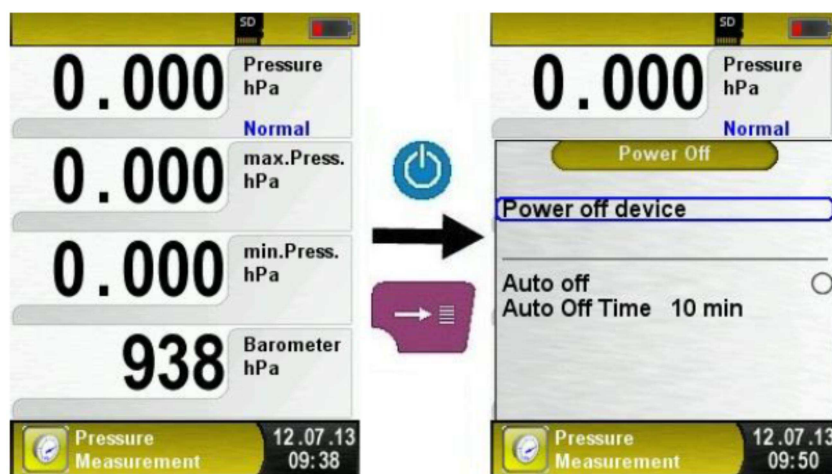 SD
0.000 Pressure
hPa
Normal
0.000 max.Press.
hPa
0.000 min.Press.
hPa
938 Barometer
hPa
Pressure 12.07.13
Measurement 09:38
SD
0.000 Pressure
hPa
Normal
Power Off
Power off device
Auto off
Auto Off Time 10 min
Pressure 12.07.13
Measurement 09:50